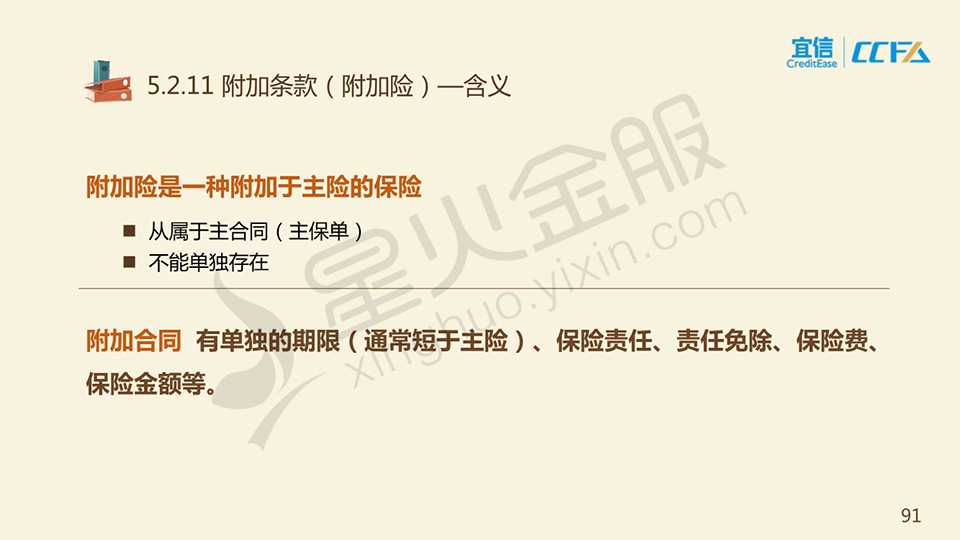 宜信
CreditEase
CCFA
5.2.11 附加条款（附加险）—含义
附加险是一种附加于主险的保险
■ 从属于主合同（主保单）
■ 不能单独存在
附加合同 有单独的期限（通常短于主险）、保险责任、责任免除、保险费、
保险金额等。
星火金服
xinghuo.yixin.com
91